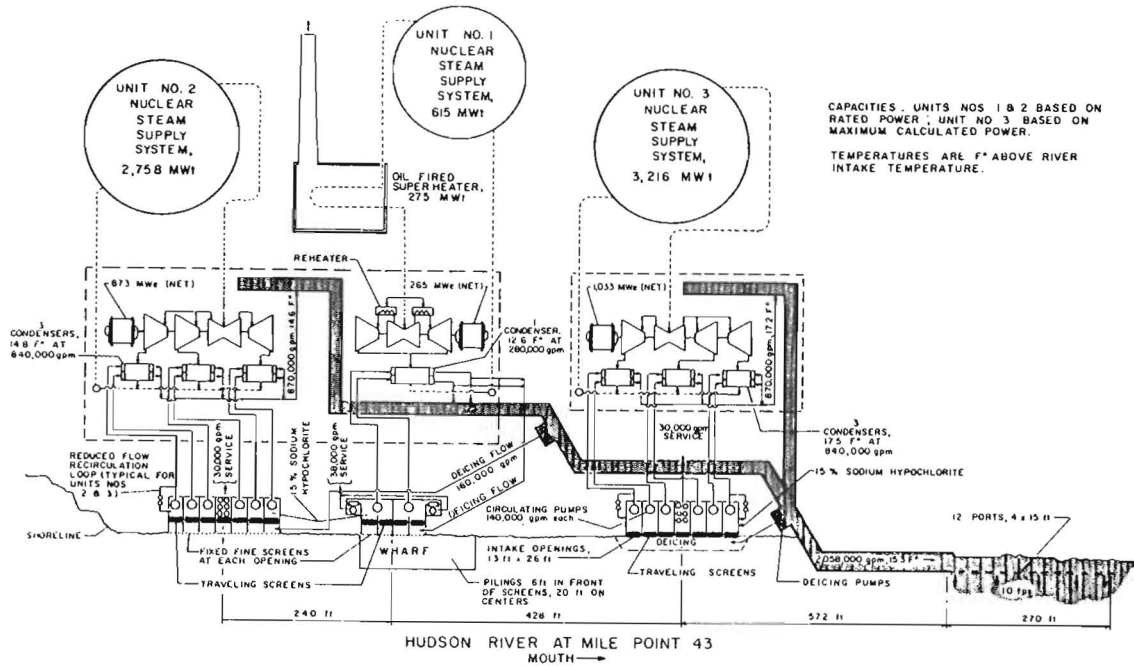 UNIT NO. 2
NUCLEAR
STEAM
SUPPLY
SYSTEM,
2,758 MWt
UNIT NO. 1
NUCLEAR
STEAM
SUPPLY
SYSTEM,
615 MWt
UNIT NO. 3
NUCLEAR
STEAM
SUPPLY
SYSTEM,
3,216 MWt
CAPACITIES, UNITS NOS 1 & 2 BASED ON
RATED POWER; UNIT NO 3 BASED ON
MAXIMUM CALCULATED POWER.
TEMPERATURES ARE F° ABOVE RIVER
INTAKE TEMPERATURE.
OIL FIRED
SUPERHEATER,
275 MWt
REHEATER
873 MWe (NET)
265 MWe (NET)
1,033 MWe (NET)
3
CONDENSERS,
14.8 F° AT
840,000 gpm
870,000 gpm, 14.6 F°
1
CONDENSER,
12.6 F° AT
280,000 gpm
870,000 gpm, 17.2 F°
3
CONDENSERS,
17.5 F° AT
840,000 gpm
REDUCED FLOW
RECIRCULATION
LOOP (TYPICAL FOR
UNITS NOS
2 & 3)
30,000 gpm
SERVICE
15 % SODIUM
HYPOCHLORITE
38,000 gpm
SERVICE
DEICING FLOW
160,000 gpm
DEICING FLOW
30,000 gpm
SERVICE
15 % SODIUM HYPOCHLORITE
CIRCULATING PUMPS
140,000 gpm each
12 PORTS, 4 x 15 ft
SHORELINE
FIXED FINE SCREENS
AT EACH OPENING
WHARF
INTAKE OPENINGS,
13 ft x 26 ft
DEICING
2,058,000 gpm, 15.5 F°
10 fps
TRAVELING SCREENS
PILINGS 6 ft IN FRONT
OF SCREENS, 20 ft ON
CENTERS
TRAVELING SCREENS
DEICING PUMPS
240 ft
428 ft
572 ft
270 ft
HUDSON RIVER AT MILE POINT 43
MOUTH